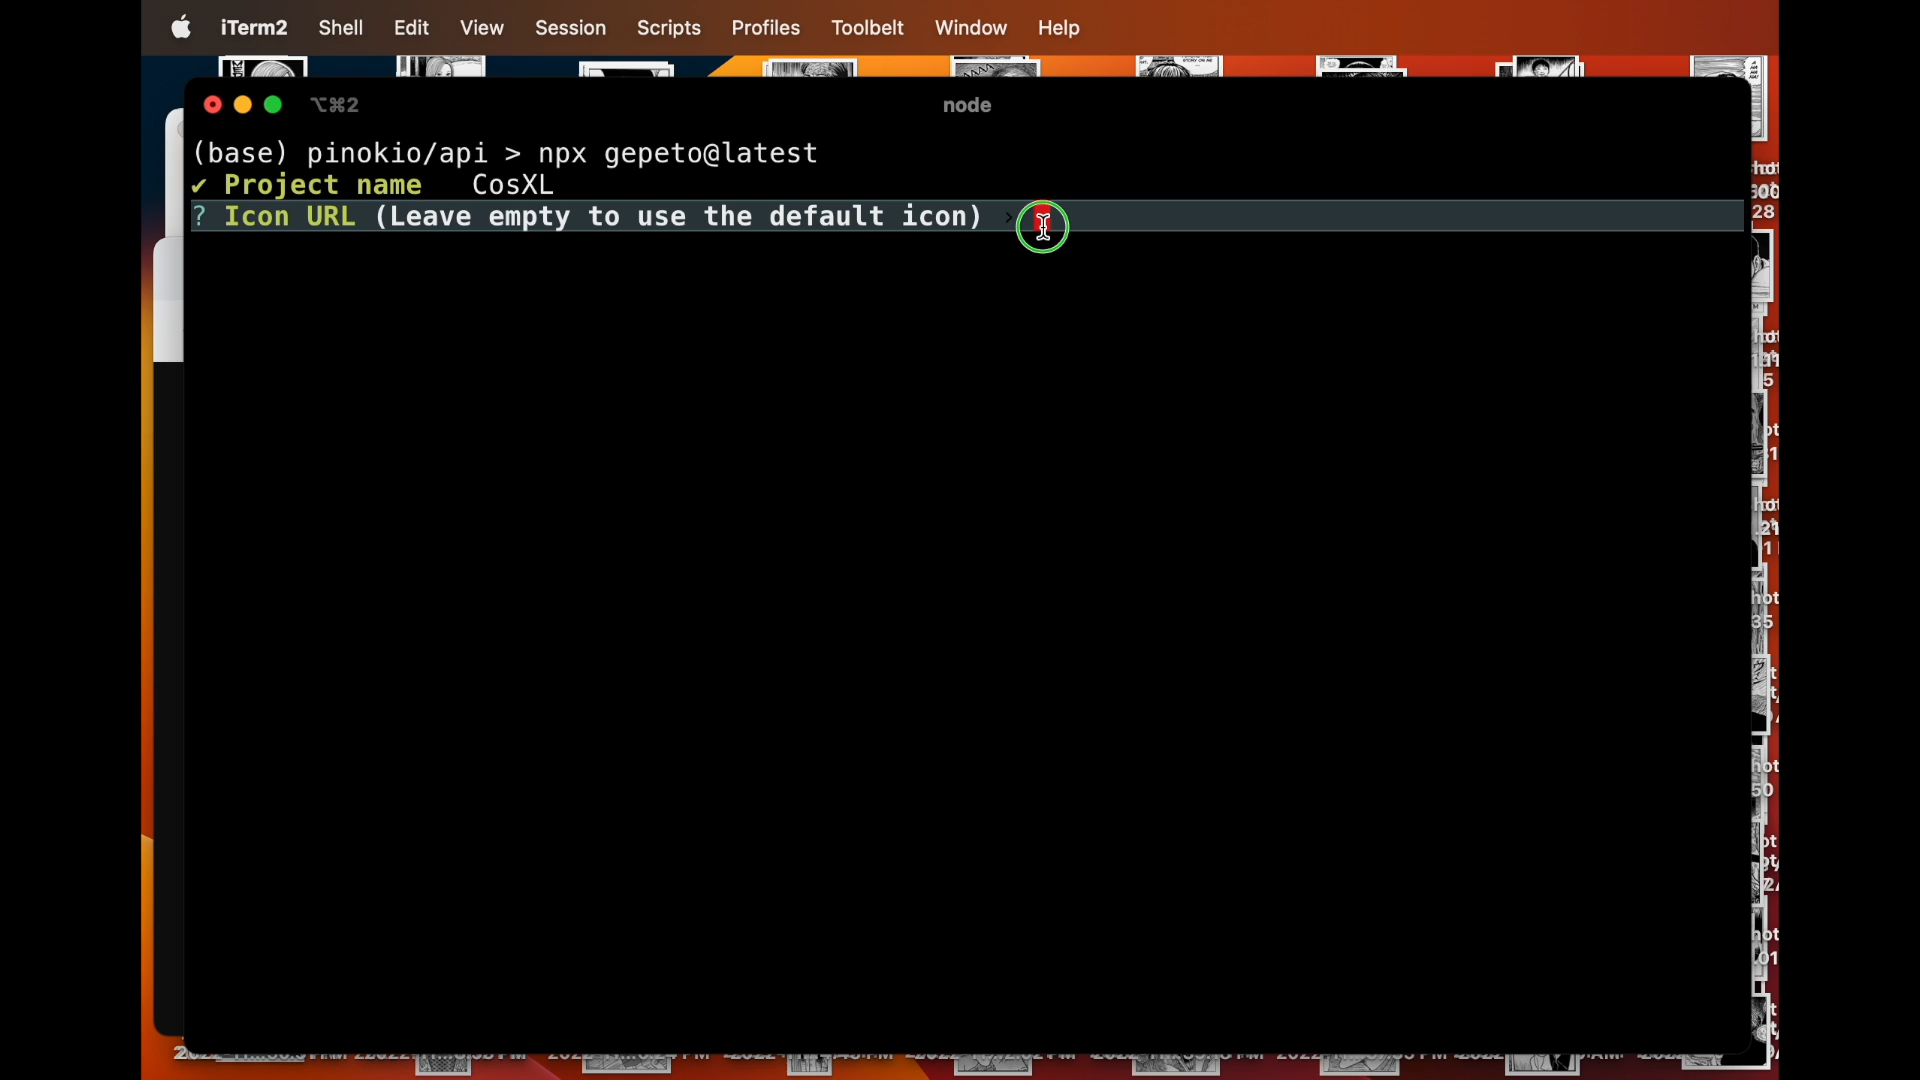 iTerm2 Shell Edit View Session Scripts Profiles Toolbelt Window Help
⌥⌘2 node
(base) pinokio/api > npx gepeto@latest
✔ Project name CosXL
? Icon URL (Leave empty to use the default icon) ›